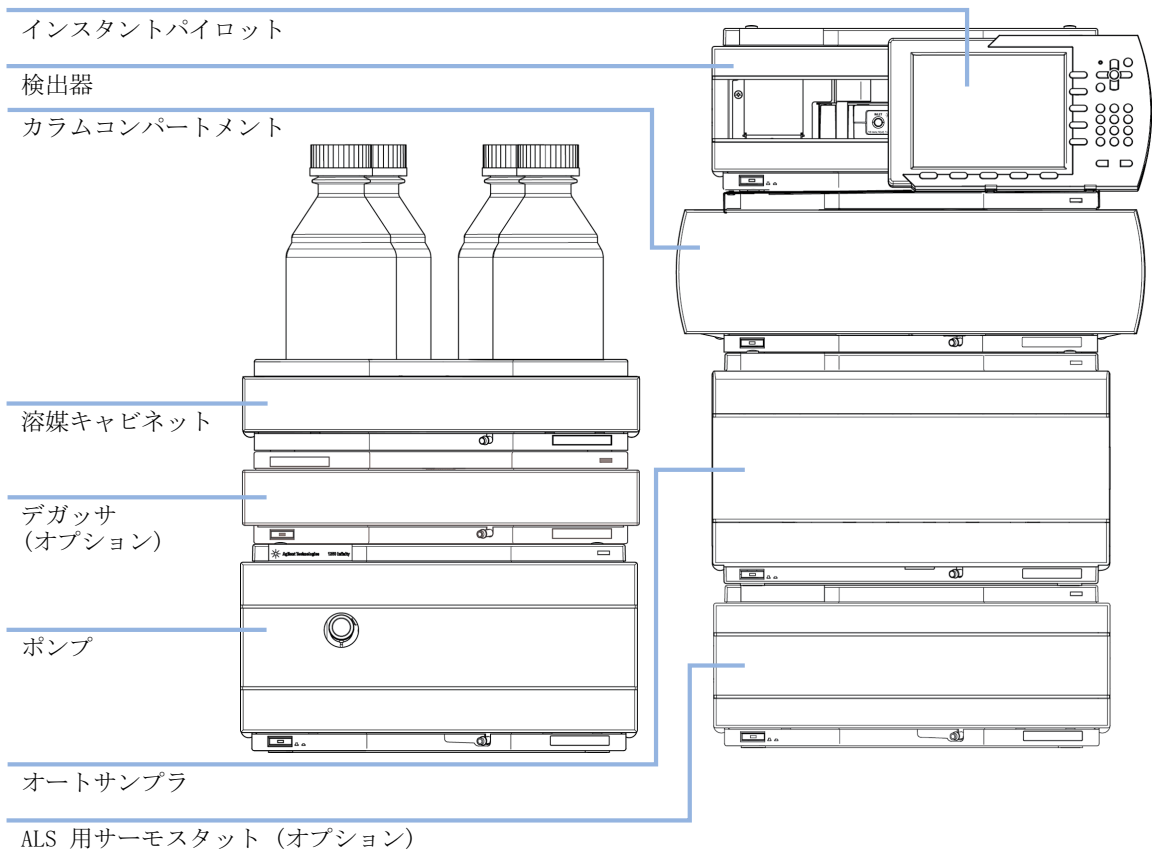 インスタントパイロット
検出器
カラムコンパートメント
溶媒キャビネット
デガッサ
(オプション)
Agilent Technologies
ポンプ
オートサンプラ
ALS 用サーモスタット (オプション)